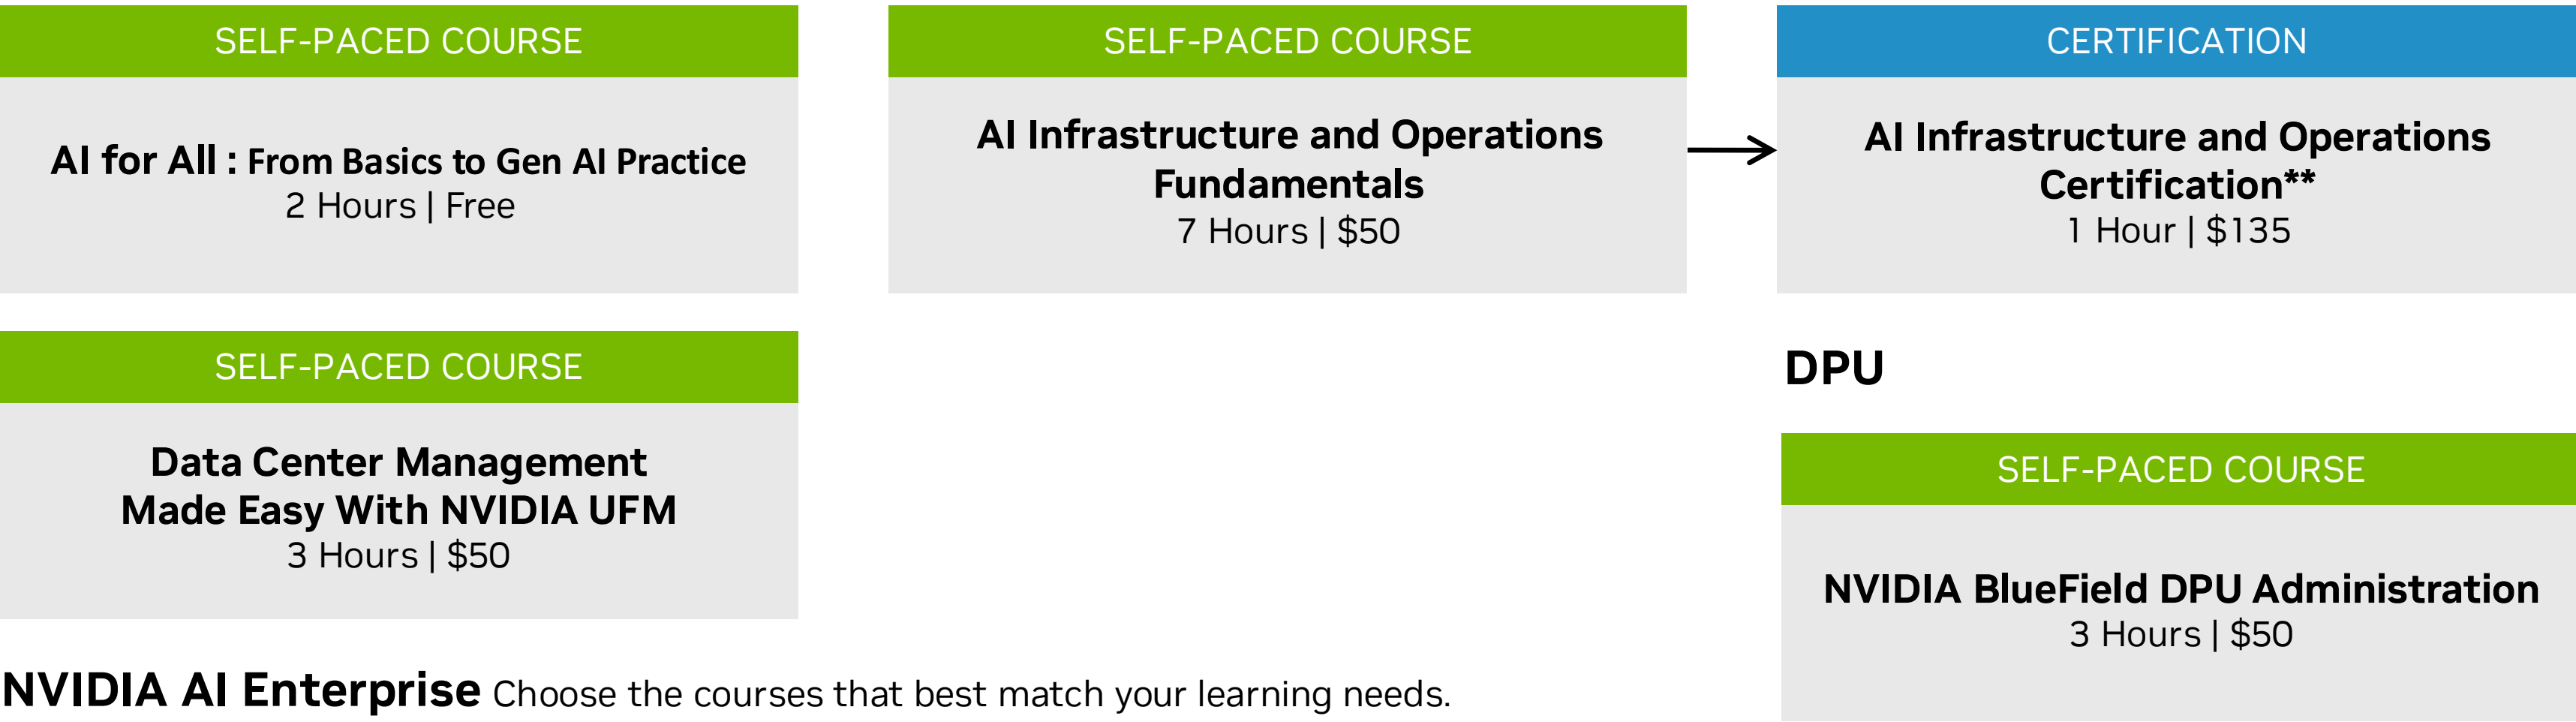 SELF-PACED COURSE
AI for All : From Basics to Gen AI Practice
2 Hours | Free
SELF-PACED COURSE
AI Infrastructure and Operations
Fundamentals
7 Hours | $50
CERTIFICATION
AI Infrastructure and Operations
Certification**
1 Hour | $135
SELF-PACED COURSE
Data Center Management
Made Easy With NVIDIA UFM
3 Hours | $50
DPU
SELF-PACED COURSE
NVIDIA BlueField DPU Administration
3 Hours | $50
NVIDIA AI Enterprise Choose the courses that best match your learning needs.